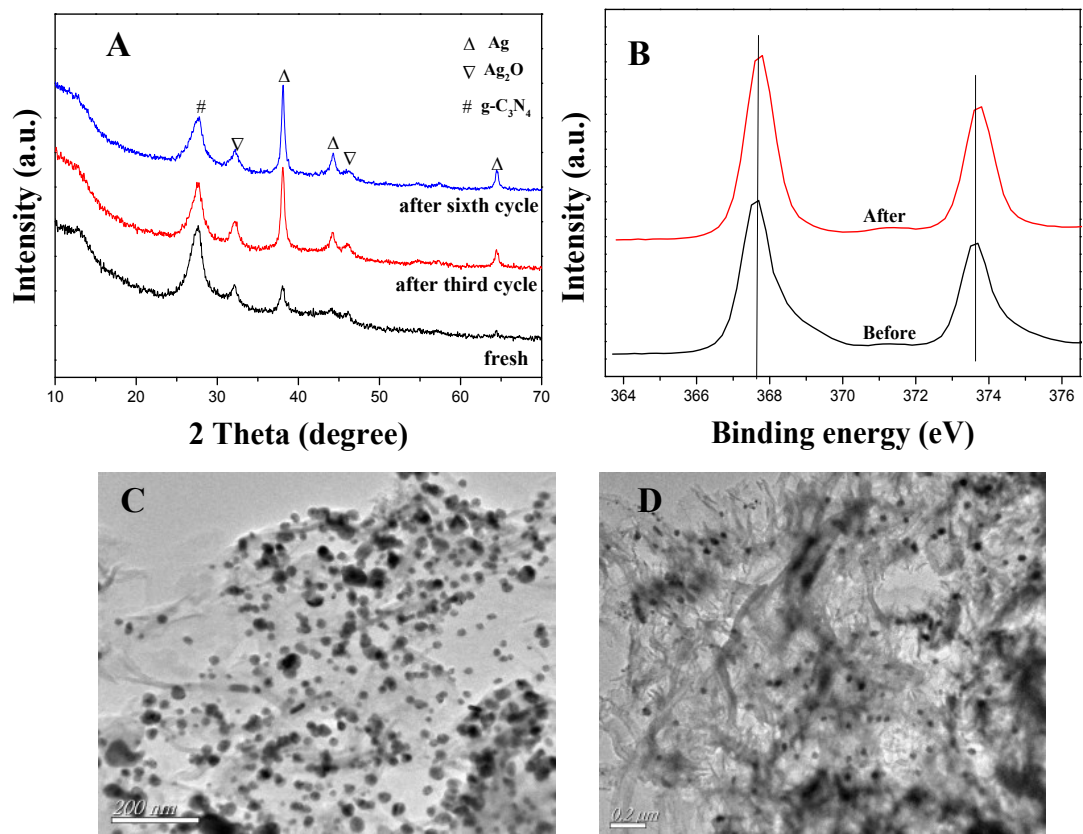 A
Δ Ag
∇ Ag2O
# g-C3N4
#
∇
Δ
Δ
∇
Δ
after sixth cycle
after third cycle
fresh
Intensity (a.u.)
10 20 30 40 50 60 70
2 Theta (degree)
B
After
Before
Intensity (a.u.)
364 366 368 370 372 374 376
Binding energy (eV)
C
200 nm
D
0.2 μm